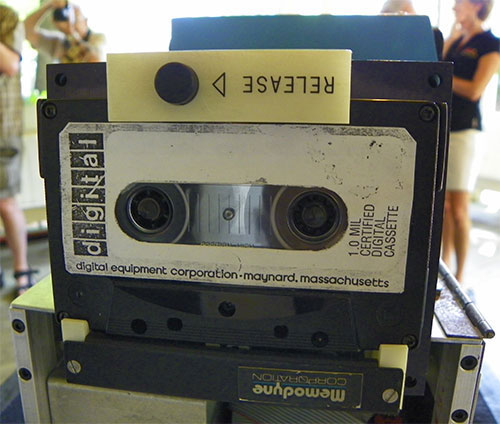 RELEASE
digital
1.0 MIL
CERTIFIED
DIGITAL
CASSETTE
digital equipment corporation • maynard, massachusetts
Memodyne
CORPORATION